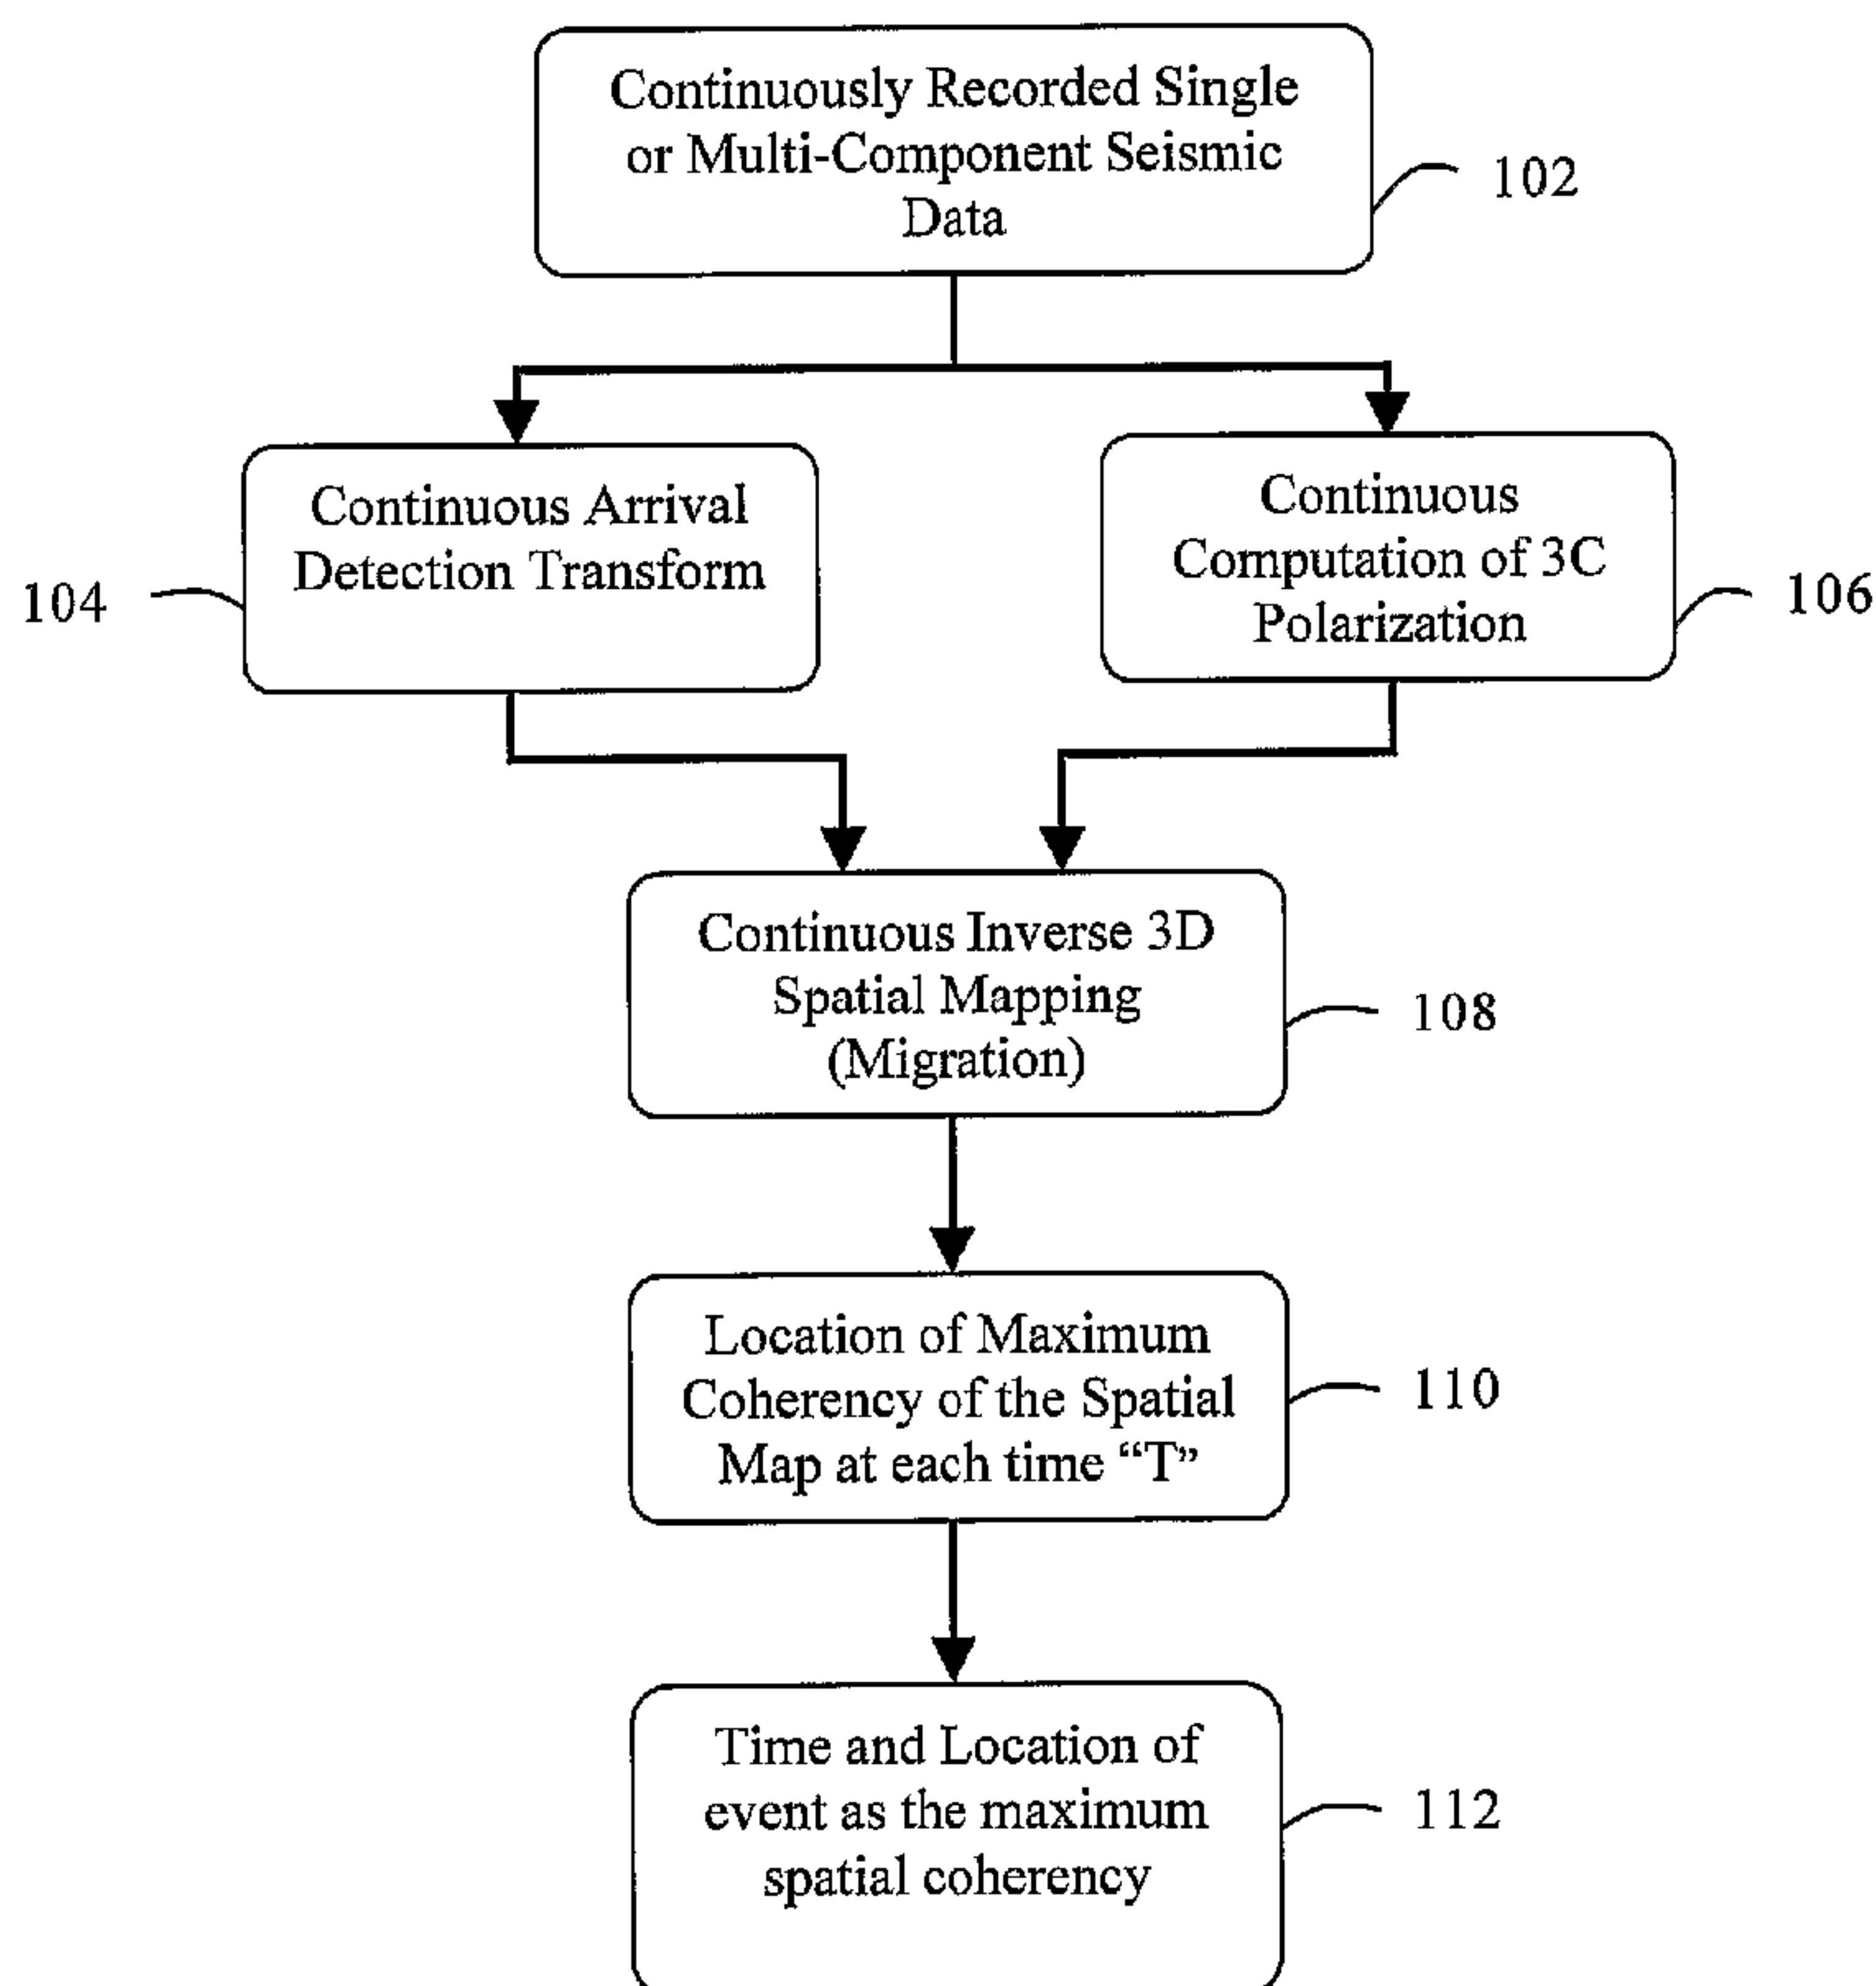 Continuously Recorded Single
or Multi-Component Seismic
Data
102
Continuous Arrival
Detection Transform
104
Continuous
Computation of 3C
Polarization
106
Continuous Inverse 3D
Spatial Mapping
(Migration)
108
Location of Maximum
Coherency of the Spatial
Map at each time “T”
110
Time and Location of
event as the maximum
spatial coherency
112